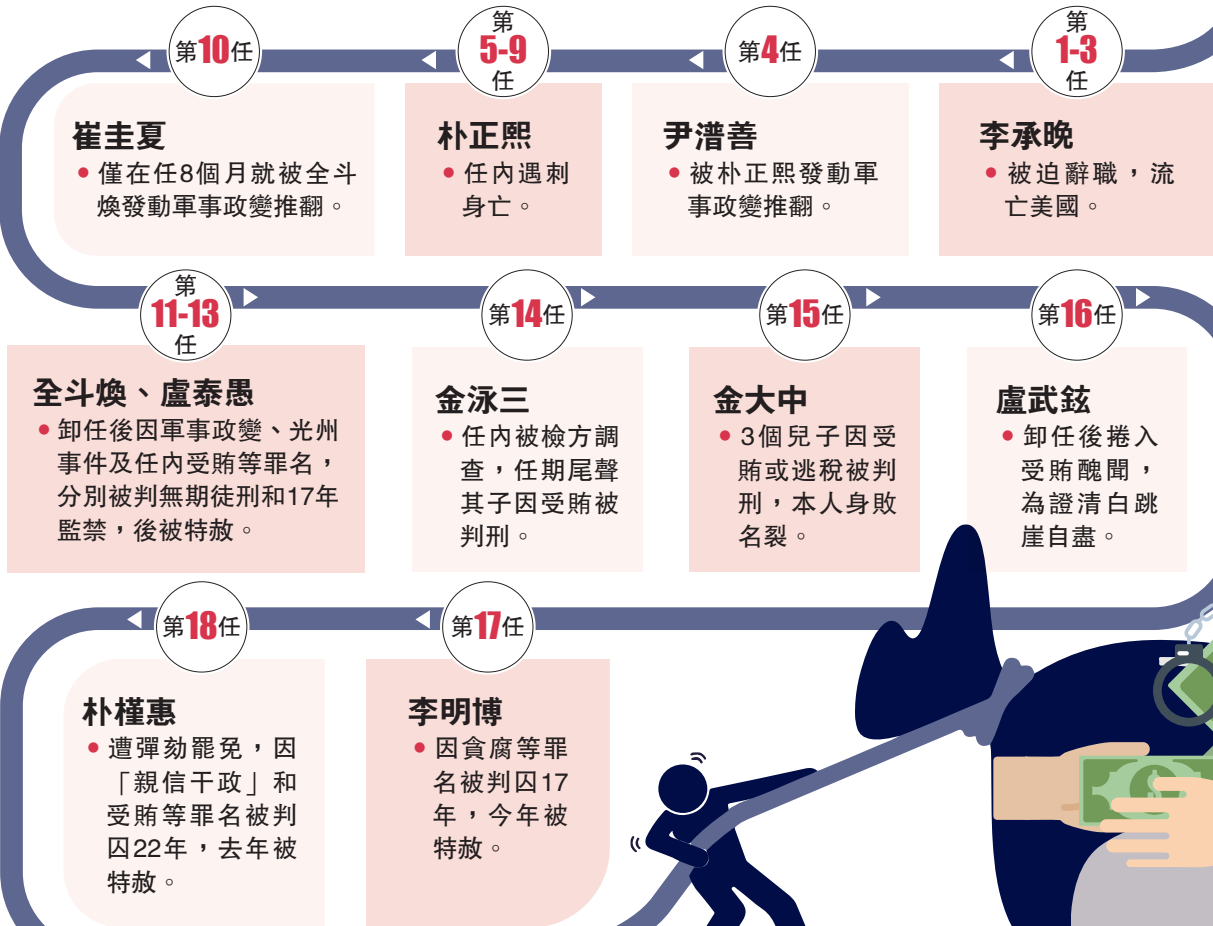 第
1-3
任
李承晚
• 被迫辭職，流
亡美國。
第4任
尹潽善
• 被朴正熙發動軍
事政變推翻。
第
5-9
任
朴正熙
• 任內遇刺
身亡。
第10任
崔圭夏
• 僅在任8個月就被全斗
煥發動軍事政變推翻。
第
11-13
任
全斗煥、盧泰愚
• 卸任後因軍事政變、光州
事件及任內受賄等罪名，
分別被判無期徒刑和17年
監禁，後被特赦。
第14任
金泳三
• 任內被檢方調
查，任期尾聲
其子因受賄被
判刑。
第15任
金大中
• 3個兒子因受
賄或逃稅被判
刑，本人身敗
名裂。
第16任
盧武鉉
• 卸任後捲入
受賄醜聞，
為證清白跳
崖自盡。
第17任
李明博
• 因貪腐等罪
名被判囚17
年，今年被
特赦。
第18任
朴槿惠
• 遭彈劾罷免，因
「親信干政」和
受賄等罪名被判
囚22年，去年被
特赦。